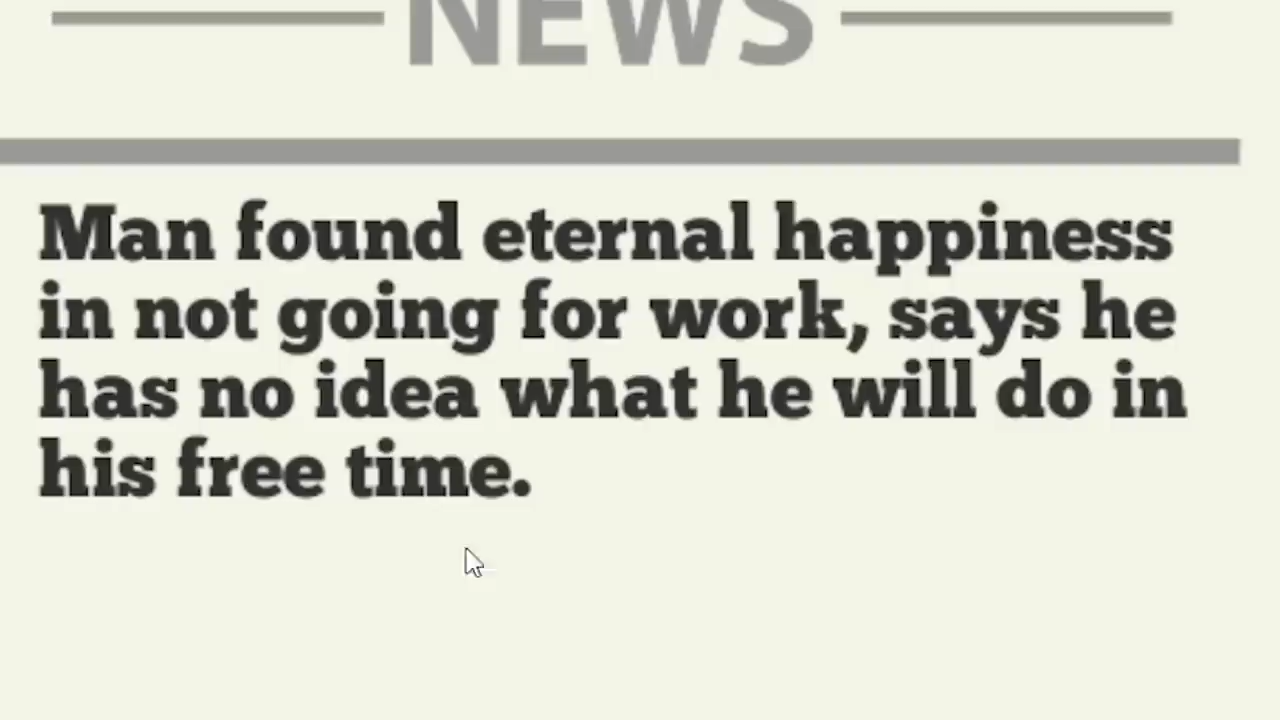 NEWS
Man found eternal happiness
in not going for work, says he
has no idea what he will do in
his free time.